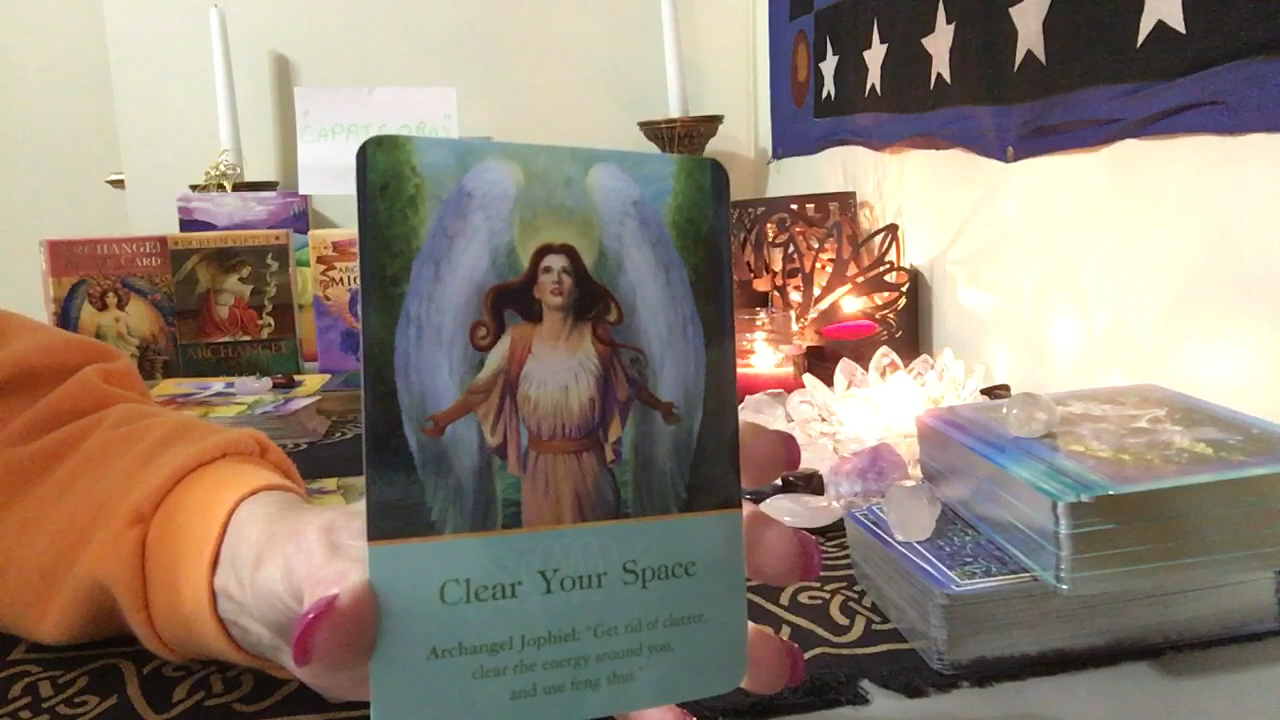 "CAPRICORN"
ARCHANGEL
CARD
DOREEN VIRTUE
ARCHANGEL
Clear Your Space
Archangel Jophiel: "Get rid of clutter,
clear the energy around you,
and use feng shui."